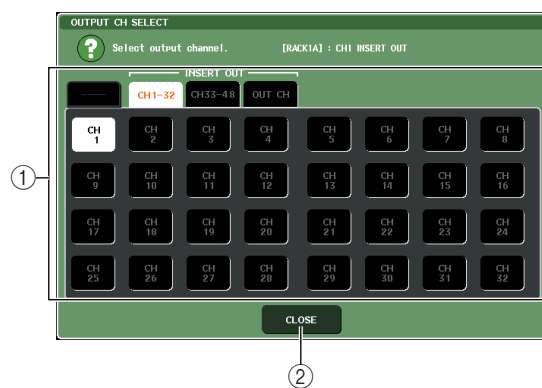 OUTPUT CH SELECT
? Select output channel. [RACK1A] : CH1 INSERT OUT
INSERT OUT
---- CH1-32 CH33-48 OUT CH
CH 1 CH 2 CH 3 CH 4 CH 5 CH 6 CH 7 CH 8
CH 9 CH 10 CH 11 CH 12 CH 13 CH 14 CH 15 CH 16
CH 17 CH 18 CH 19 CH 20 CH 21 CH 22 CH 23 CH 24
CH 25 CH 26 CH 27 CH 28 CH 29 CH 30 CH 31 CH 32
1
CLOSE
2